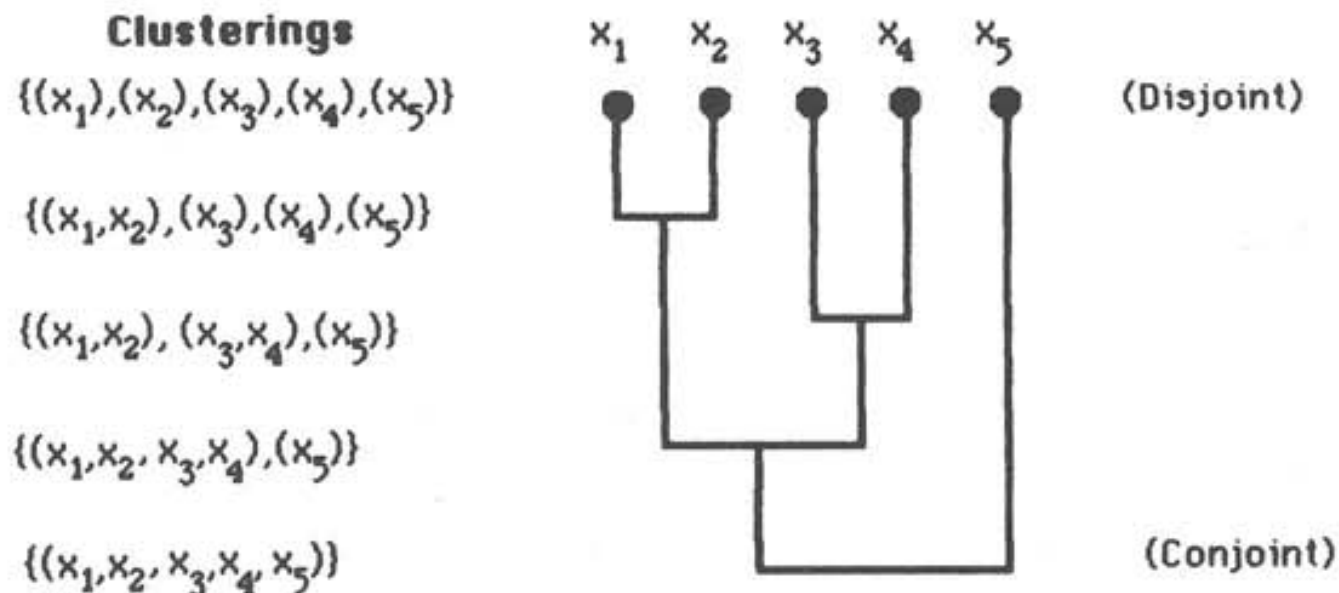 Clusterings
x₁ x₂ x₃ x₄ x₅
{(x₁),(x₂),(x₃),(x₄),(x₅)}
(Disjoint)
{(x₁,x₂),(x₃),(x₄),(x₅)}
{(x₁,x₂), (x₃,x₄),(x₅)}
{(x₁,x₂, x₃,x₄),(x₅)}
{(x₁,x₂, x₃,x₄, x₅)}
(Conjoint)